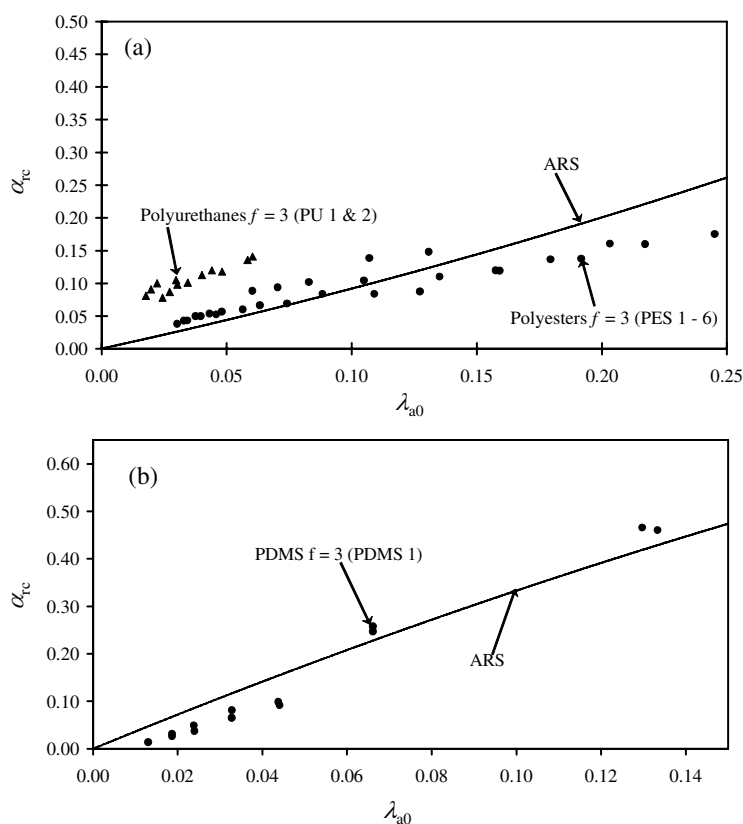 (a)
0.50
0.45
0.40
0.35
0.30
0.25
0.20
0.15
0.10
0.05
0.00
αrc
ARS
Polyurethanes f = 3 (PU 1 & 2)
Polyesters f = 3 (PES 1 - 6)
0.00 0.05 0.10 0.15 0.20 0.25
λa0
(b)
0.60
0.50
0.40
0.30
0.20
0.10
0.00
αrc
PDMS f = 3 (PDMS 1)
ARS
0.00 0.02 0.04 0.06 0.08 0.10 0.12 0.14
λa0